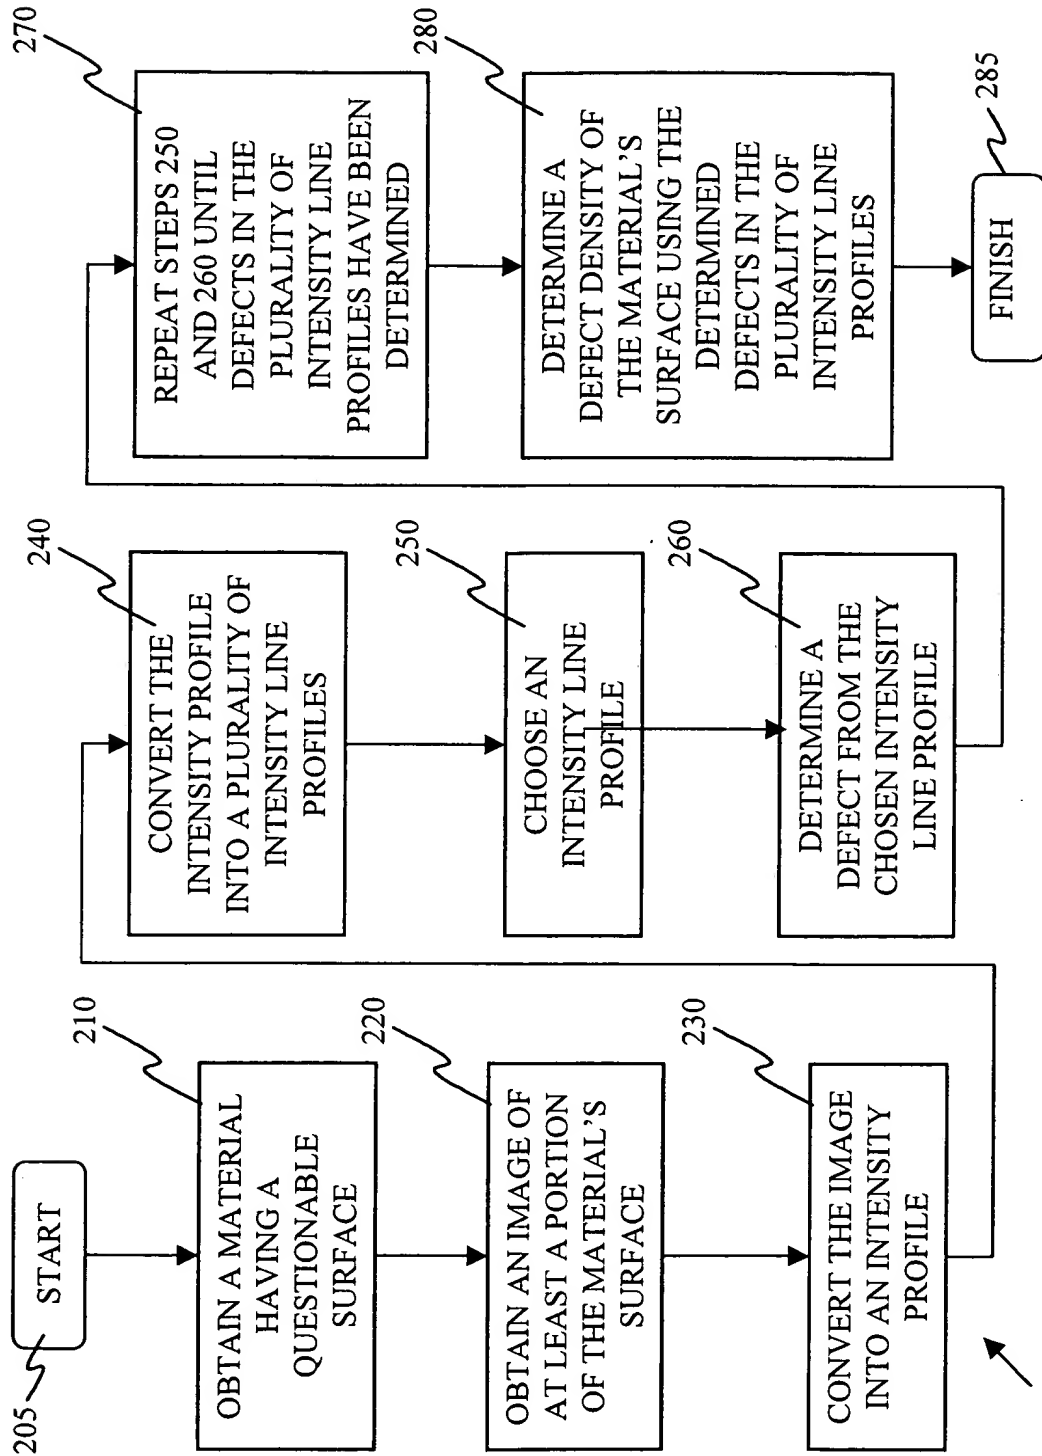 205
START
210
OBTAIN A MATERIAL
HAVING A
QUESTIONABLE
SURFACE
220
OBTAIN AN IMAGE OF
AT LEAST A PORTION
OF THE MATERIAL'S
SURFACE
230
CONVERT THE IMAGE
INTO AN INTENSITY
PROFILE
240
CONVERT THE
INTENSITY PROFILE
INTO A PLURALITY OF
INTENSITY LINE
PROFILES
250
CHOOSE AN
INTENSITY LINE
PROFILE
260
DETERMINE A
DEFECT FROM THE
CHOSEN INTENSITY
LINE PROFILE
270
REPEAT STEPS 250
AND 260 UNTIL
DEFECTS IN THE
PLURALITY OF
INTENSITY LINE
PROFILES HAVE BEEN
DETERMINED
280
DETERMINE A
DEFECT DENSITY OF
THE MATERIAL'S
SURFACE USING THE
DETERMINED
DEFECTS IN THE
PLURALITY OF
INTENSITY LINE
PROFILES
285
FINISH